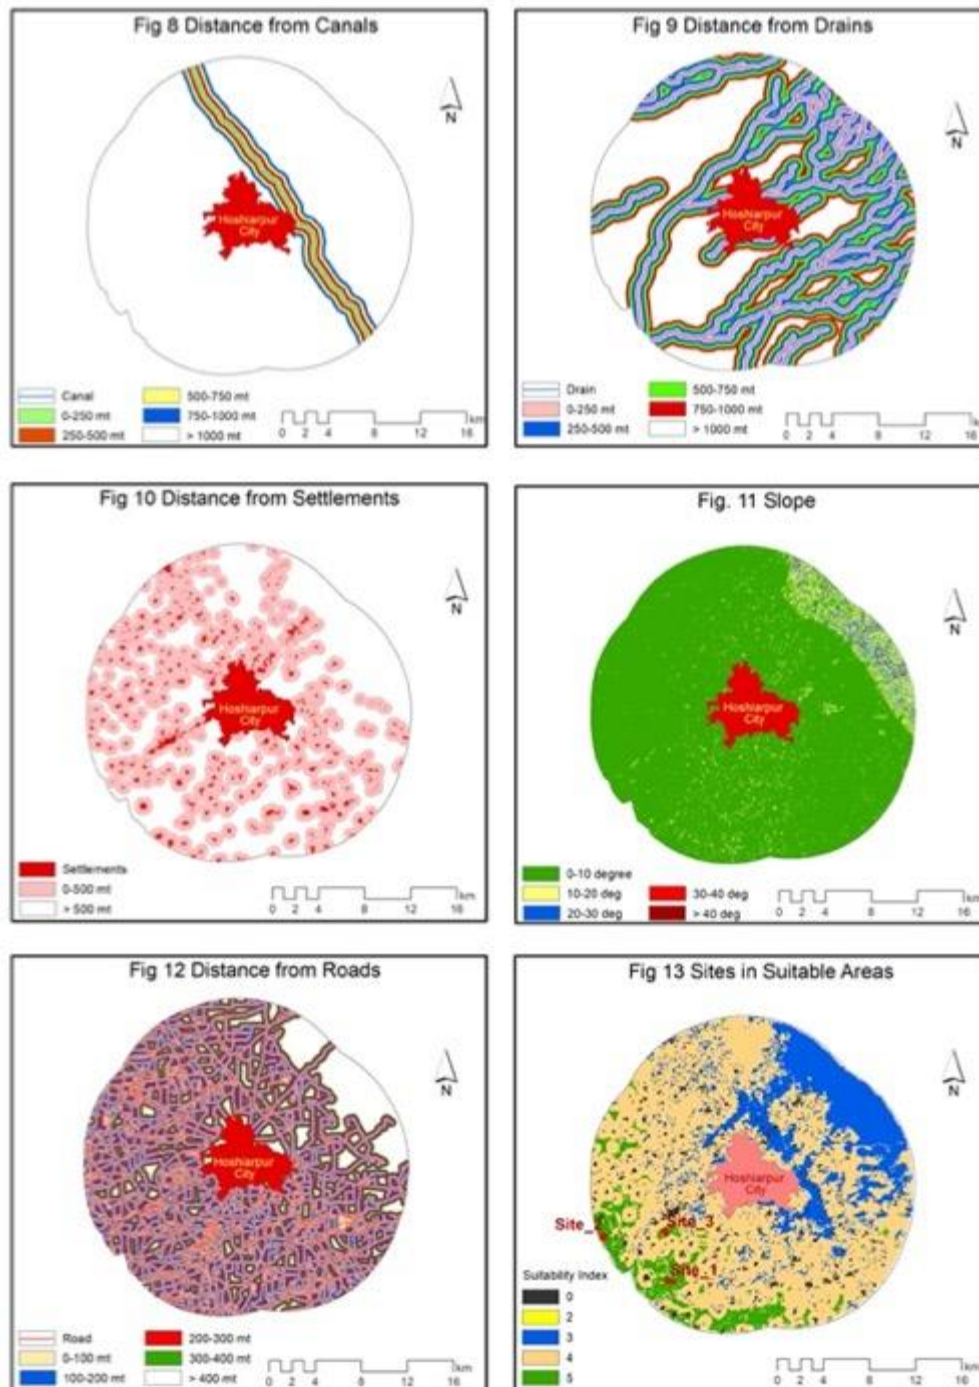 Fig 8 Distance from Canals
N
Hoshiarpur
City
Canal
0-250 mt
250-500 mt
500-750 mt
750-1000 mt
> 1000 mt
km
0 2 4 8 12 16
Fig 9 Distance from Drains
N
Hoshiarpur
City
Drain
0-250 mt
250-500 mt
500-750 mt
750-1000 mt
> 1000 mt
km
0 2 4 8 12 16
Fig 10 Distance from Settlements
N
Hoshiarpur
City
Settlements
0-500 mt
> 500 mt
km
0 2 4 8 12 16
Fig. 11 Slope
N
Hoshiarpur
City
0-10 degree
10-20 deg
20-30 deg
30-40 deg
> 40 deg
km
0 2 4 8 12 16
Fig 12 Distance from Roads
N
Hoshiarpur
City
Road
0-100 mt
100-200 mt
200-300 mt
300-400 mt
> 400 mt
km
0 2 4 8 12 16
Fig 13 Sites in Suitable Areas
N
Hoshiarpur
City
Site_3
Site_1
Suitability Index
0
2
3
4
5
km
0 2 4 8 12 16